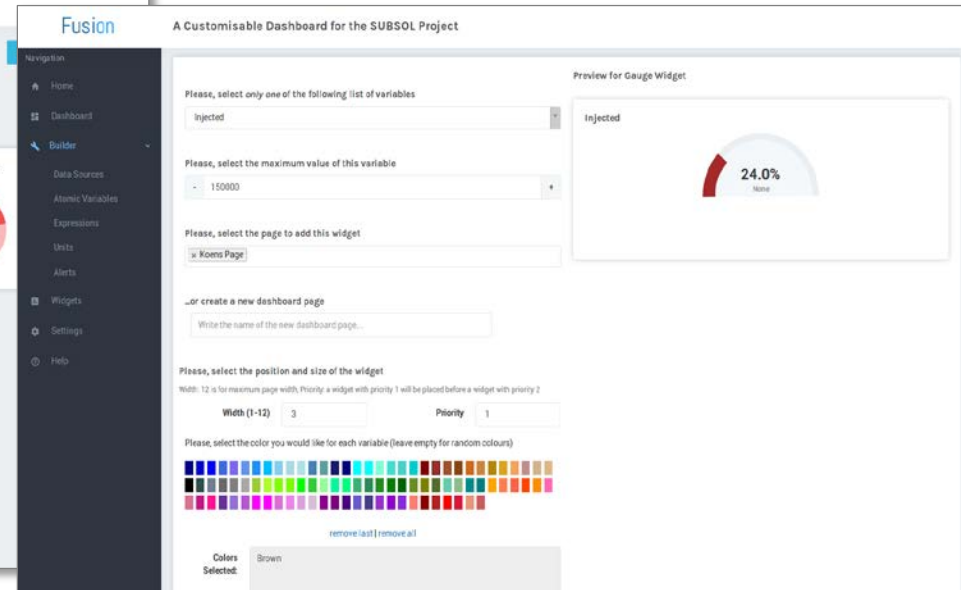 Fusion
A Customisable Dashboard for the SUBSOL Project
Navigation
Home
Dashboard
Builder
Data Sources
Atomic Variables
Expressions
Units
Alerts
Widgets
Settings
Help
Please, select only one of the following list of variables
Injected
Please, select the maximum value of this variable
- 150000 +
Please, select the page to add this widget
× Koens Page
...or create a new dashboard page
Write the name of the new dashboard page...
Please, select the position and size of the widget
Width: 12 is for maximum page width, Priority: a widget with priority 1 will be placed before a widget with priority 2
Width (1-12) 3 Priority 1
Please, select the color you would like for each variable (leave empty for random colours)
remove last | remove all
Colors Brown
Selected:
Preview for Gauge Widget
Injected
24.0%
None